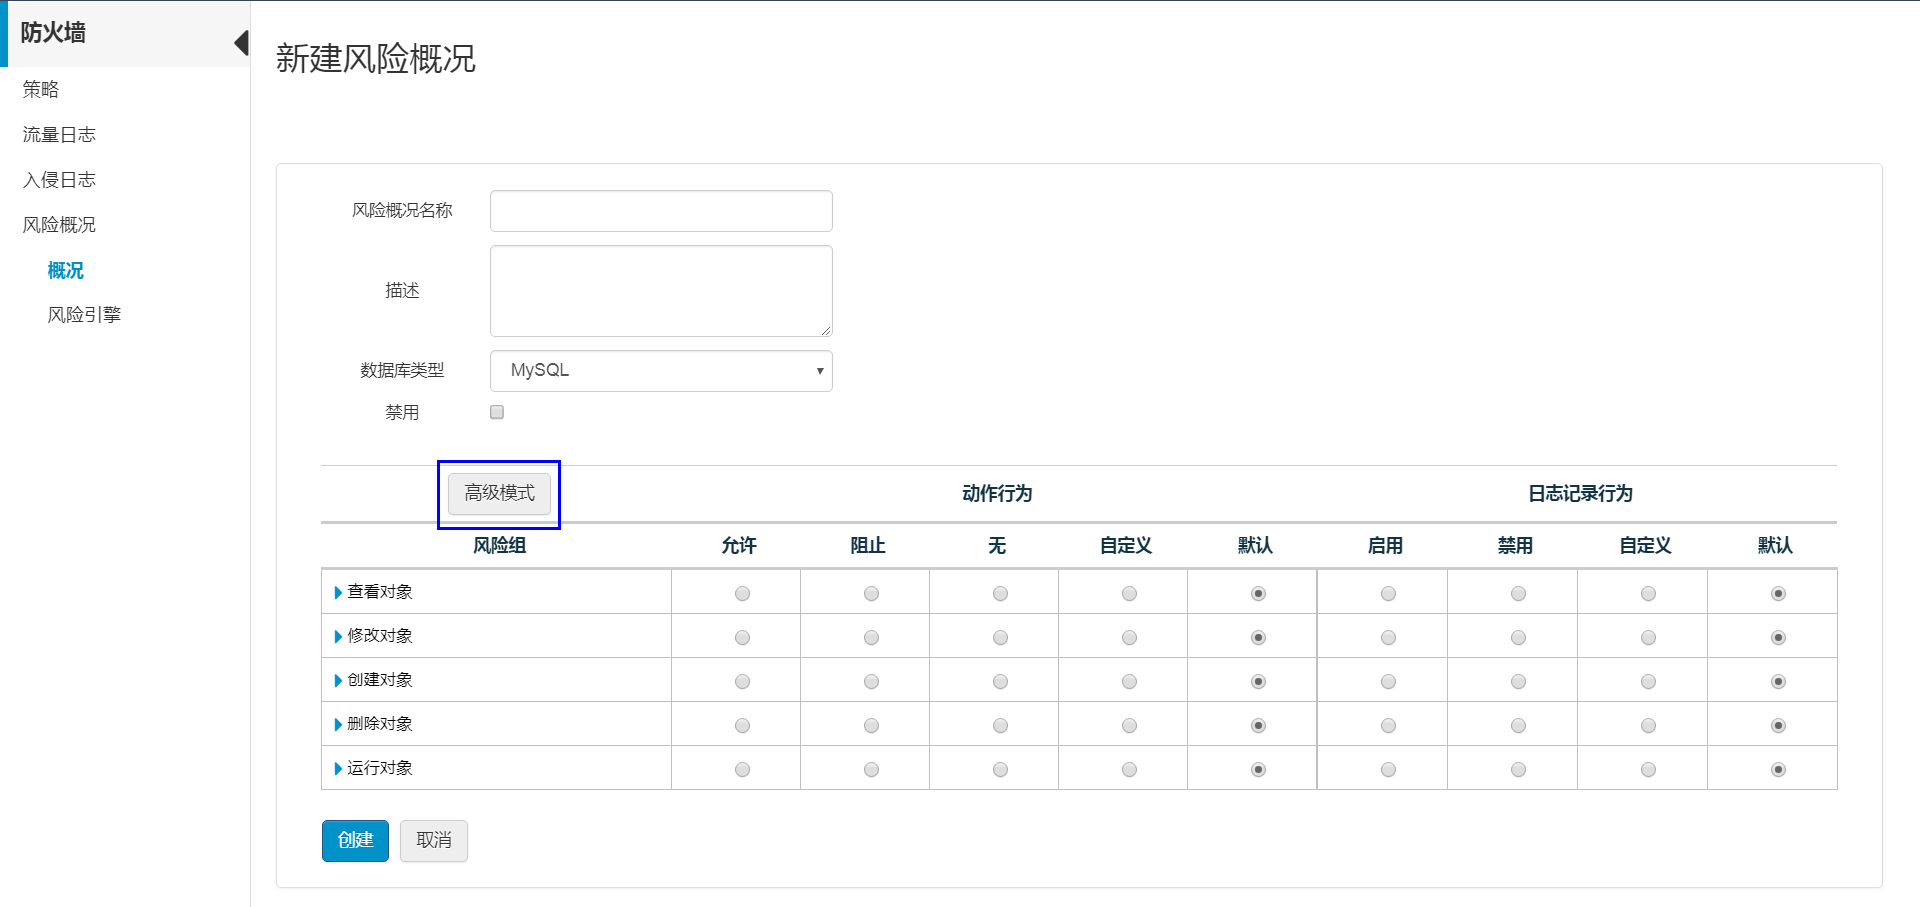 防火墙
策略
流量日志
入侵日志
风险概况
概况
风险引擎
新建风险概况
风险概况名称
描述
数据库类型 MySQL
禁用
高级模式 动作行为 日志记录行为
风险组 允许 阻止 无 自定义 默认 启用 禁用 自定义 默认
查看对象
修改对象
创建对象
删除对象
运行对象
创建 取消